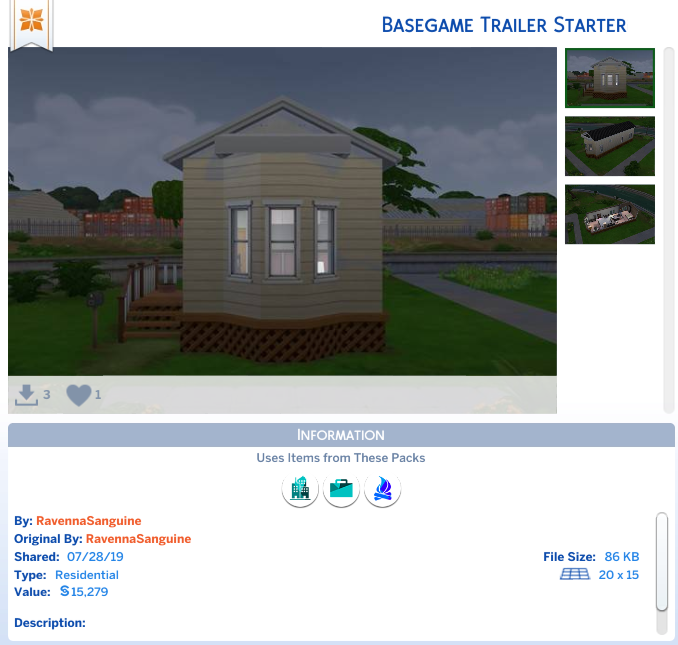 Basegame Trailer Starter
3
1
Information
Uses Items from These Packs
By: RavennaSanguine
Original By: RavennaSanguine
Shared: 07/28/19
File Size: 86 KB
Type: Residential
20 x 15
Value: §15,279
Description: